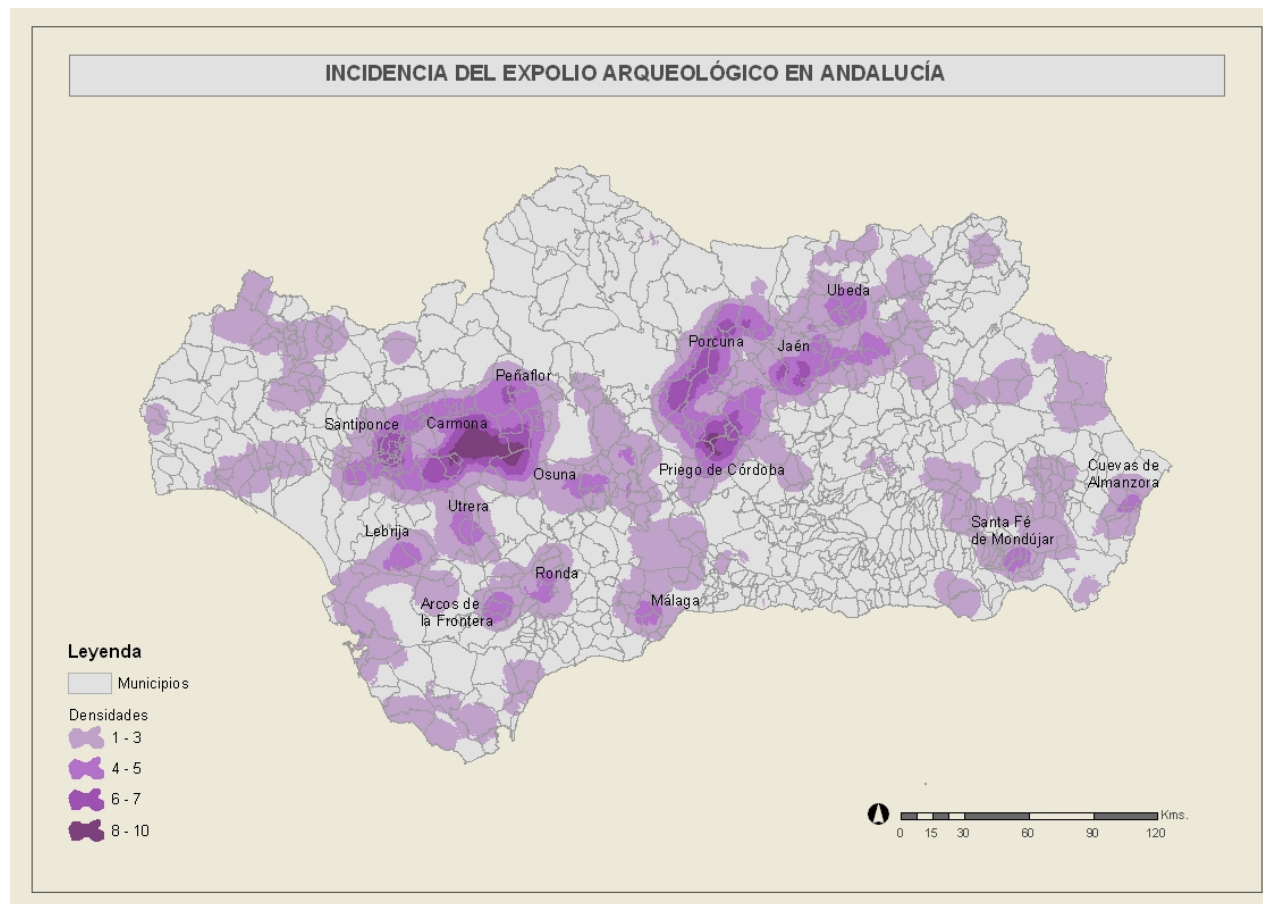 INCIDENCIA DEL EXPOLIO ARQUEOLÓGICO EN ANDALUCÍA
Ubeda
Porcuna
Jaén
Peñaflor
Santiponce
Carmona
Osuna
Priego de Córdoba
Cuevas de
Almanzora
Utrera
Santa Fé
de Mondújar
Lebrija
Ronda
Arcos de
la Frontera
Málaga
Leyenda
Municipios
Densidades
1 - 3
4 - 5
6 - 7
8 - 10
Kms.
0 15 30 60 90 120